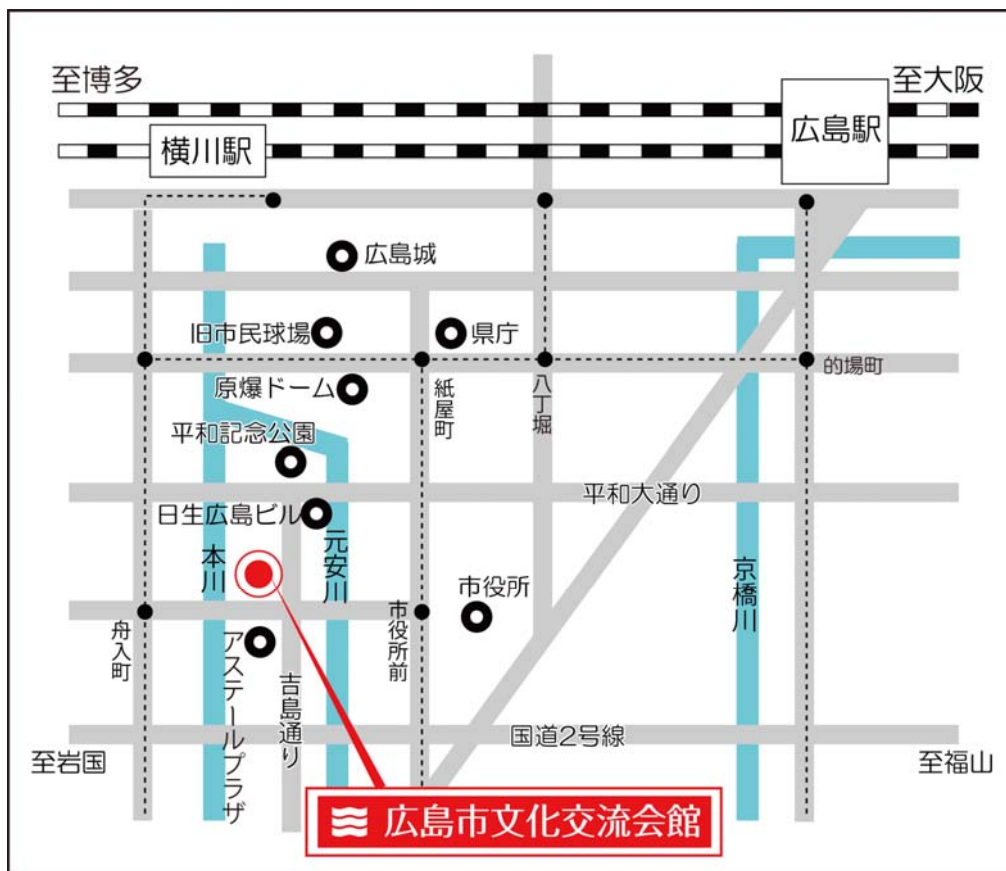 至博多
至大阪
横川駅
広島駅
広島城
旧市民球場
県庁
原爆ドーム
紙屋町
八丁堀
的場町
平和記念公園
平和大通り
日生広島ビル
本川
元安川
京橋川
市役所
市役所前
舟入町
アステールプラザ
吉島通り
国道2号線
至岩国
至福山
広島市文化交流会館